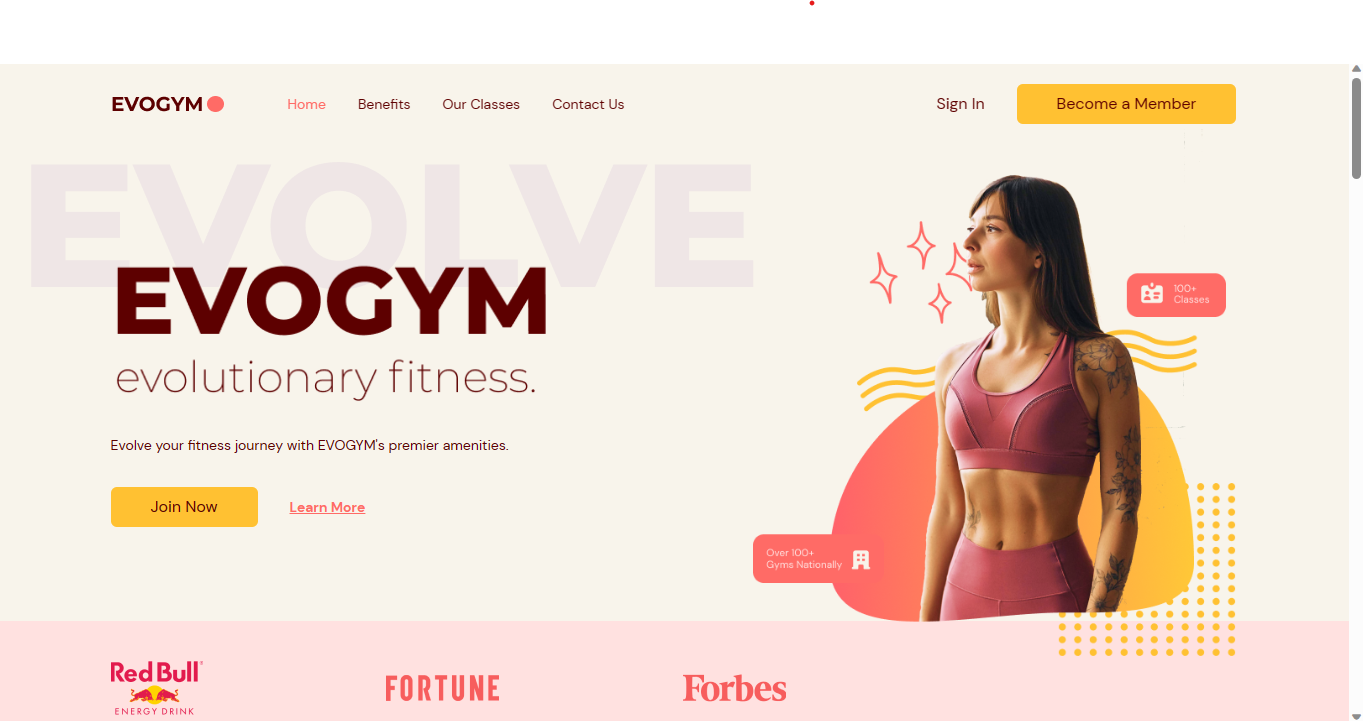 EVOGYM
Home
Benefits
Our Classes
Contact Us
Sign In
Become a Member
EVOLVE
EVOGYM
evolutionary fitness.
Evolve your fitness journey with EVOGYM's premier amenities.
Join Now
Learn More
100+
Classes
Over 100+
Gyms Nationally
Red Bull
ENERGY DRINK
FORTUNE
Forbes